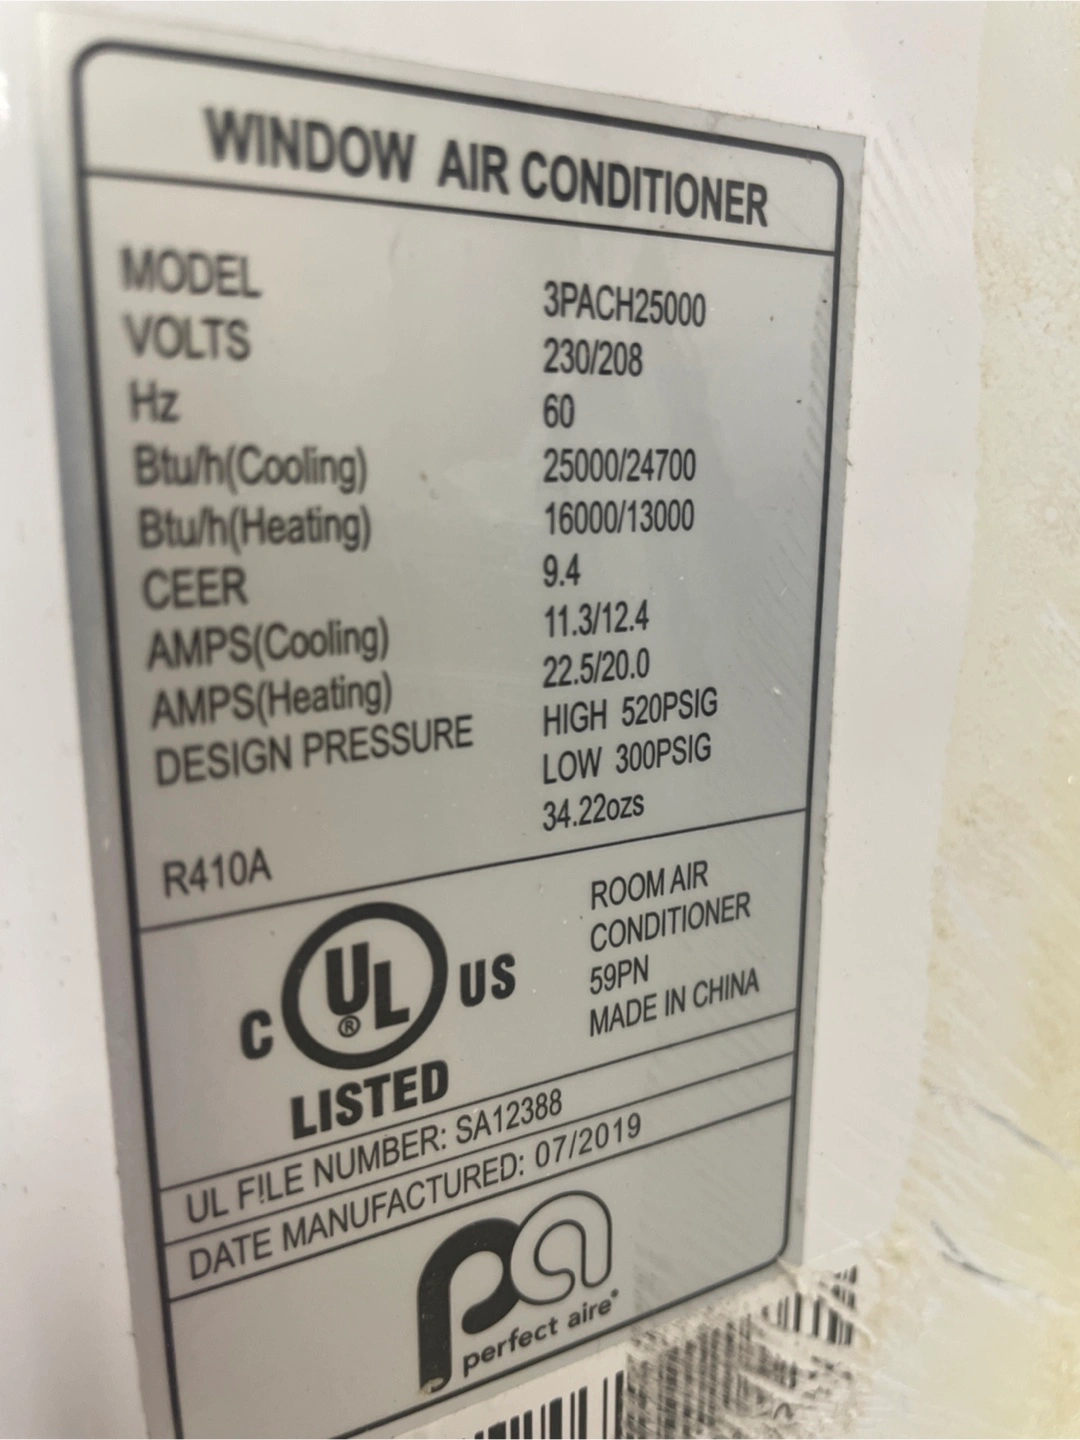 WINDOW AIR CONDITIONER
MODEL 3PACH25000
VOLTS 230/208
Hz 60
Btu/h(Cooling) 25000/24700
Btu/h(Heating) 16000/13000
CEER 9.4
AMPS(Cooling) 11.3/12.4
AMPS(Heating) 22.5/20.0
DESIGN PRESSURE HIGH 520PSIG
LOW 300PSIG
R410A 34.22ozs
C UL® US
LISTED
ROOM AIR
CONDITIONER
59PN
MADE IN CHINA
UL FILE NUMBER: SA12388
DATE MANUFACTURED: 07/2019
pa
perfect aire®